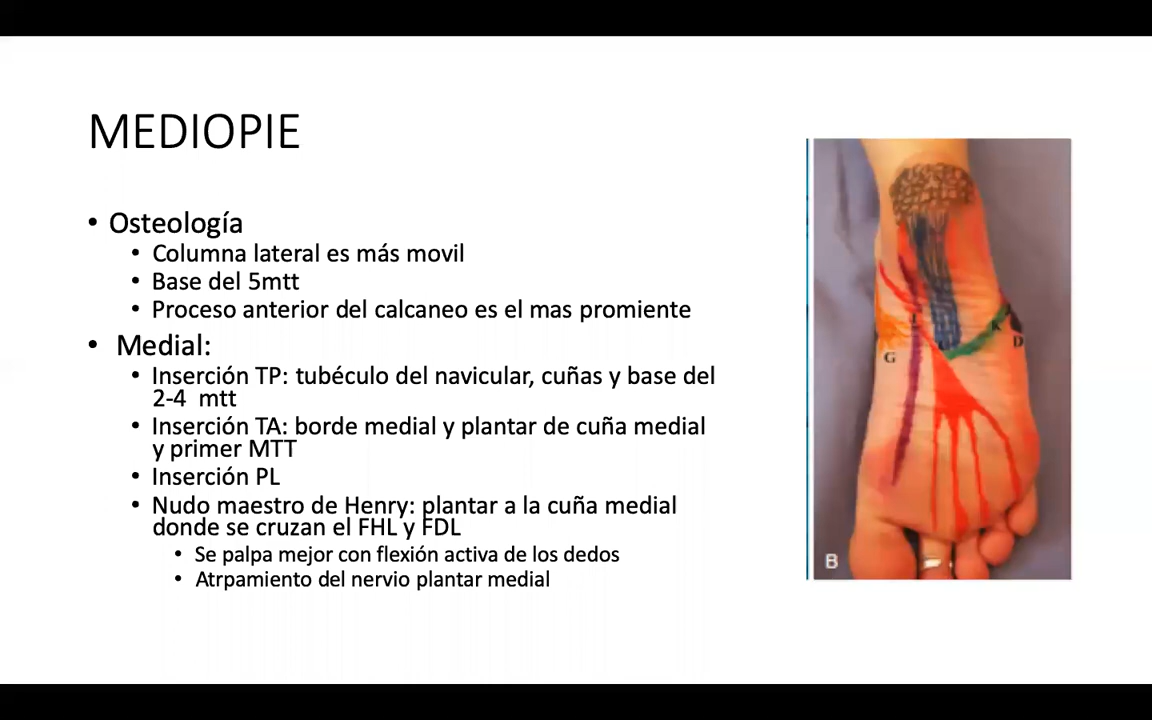 MEDIOPIE
• Osteología
• Columna lateral es más movil
• Base del 5mtt
• Proceso anterior del calcaneo es el mas promiente
• Medial:
• Inserción TP: tubéculo del navicular, cuñas y base del
2-4 mtt
• Inserción TA: borde medial y plantar de cuña medial
y primer MTT
• Inserción PL
• Nudo maestro de Henry: plantar a la cuña medial
donde se cruzan el FHL y FDL
• Se palpa mejor con flexión activa de los dedos
• Atrpamiento del nervio plantar medial
K
D
G
B